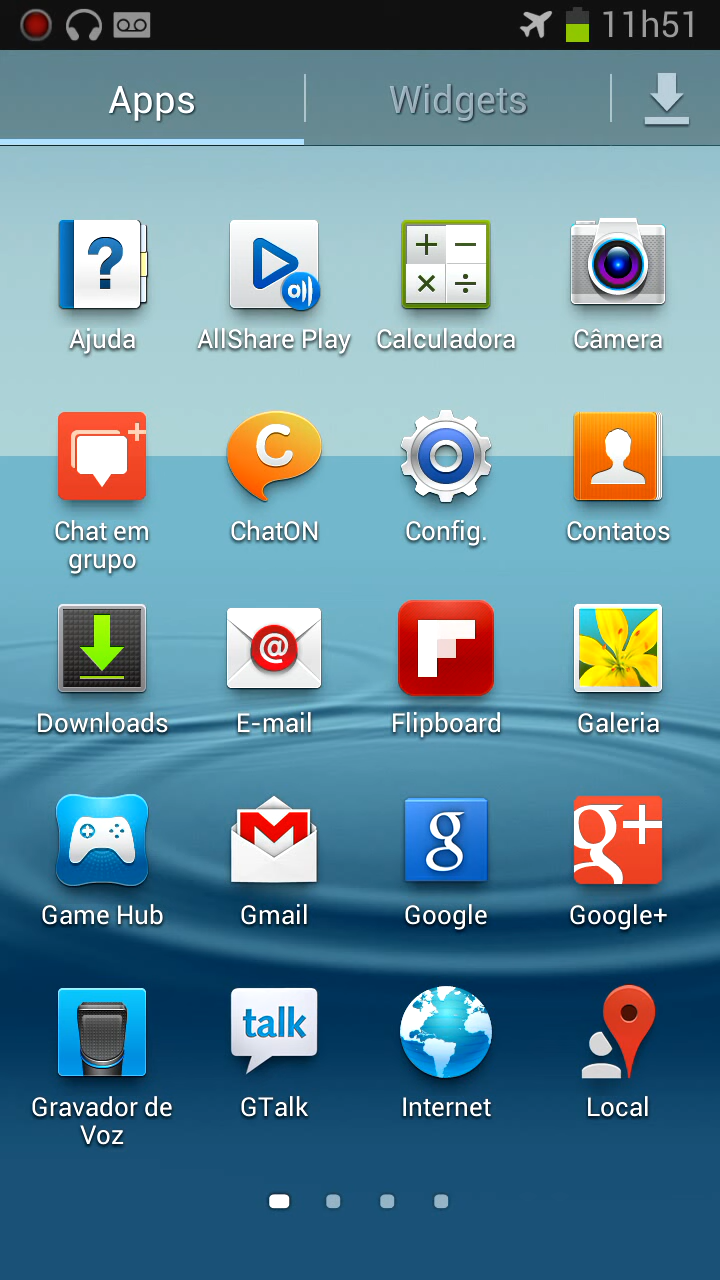 11h51
Apps
Widgets
Ajuda
AllShare Play
Calculadora
Câmera
Chat em
grupo
ChatON
Config.
Contatos
Downloads
E-mail
Flipboard
Galeria
Game Hub
Gmail
Google
Google+
talk
Gravador de
Voz
GTalk
Internet
Local